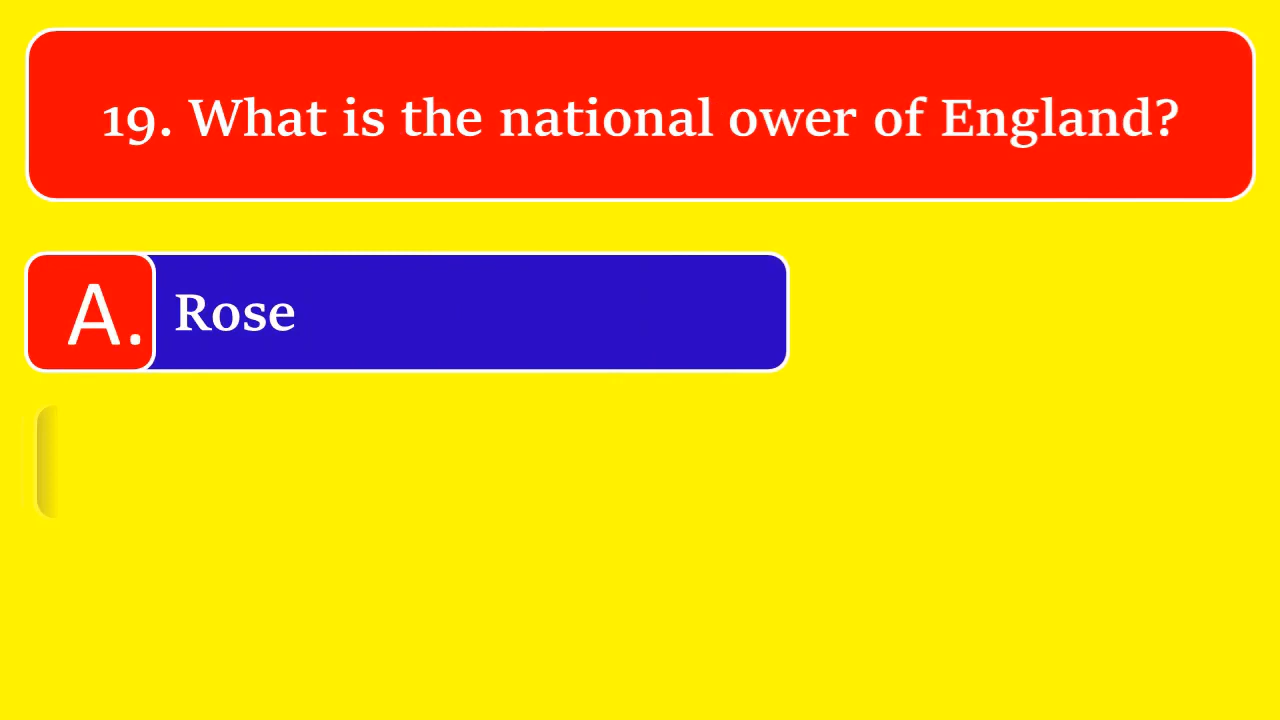 19. What is the national ower of England?
A. Rose